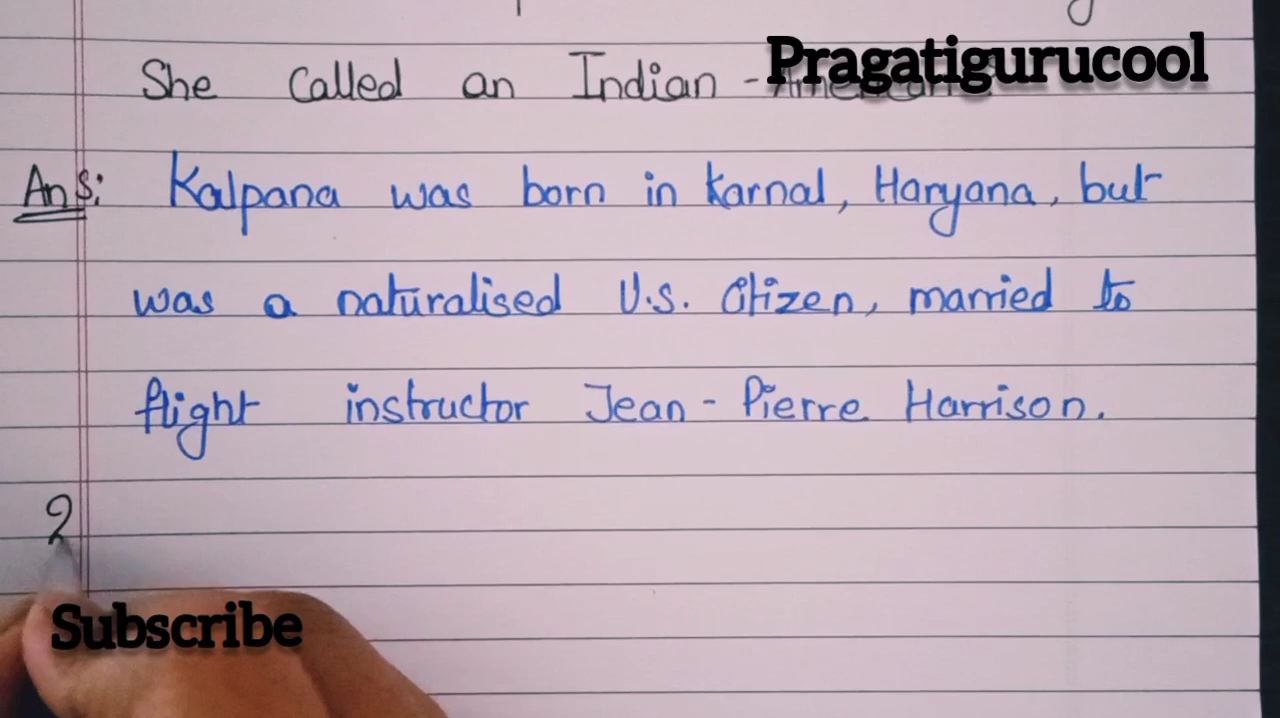 Pragatigurucool
She Called an Indian -
Ans: Kalpana was born in Karnal, Haryana, but
was a naturalised U.S. Citizen, married to
flight instructor Jean - Pierre Harrison.
2
Subscribe